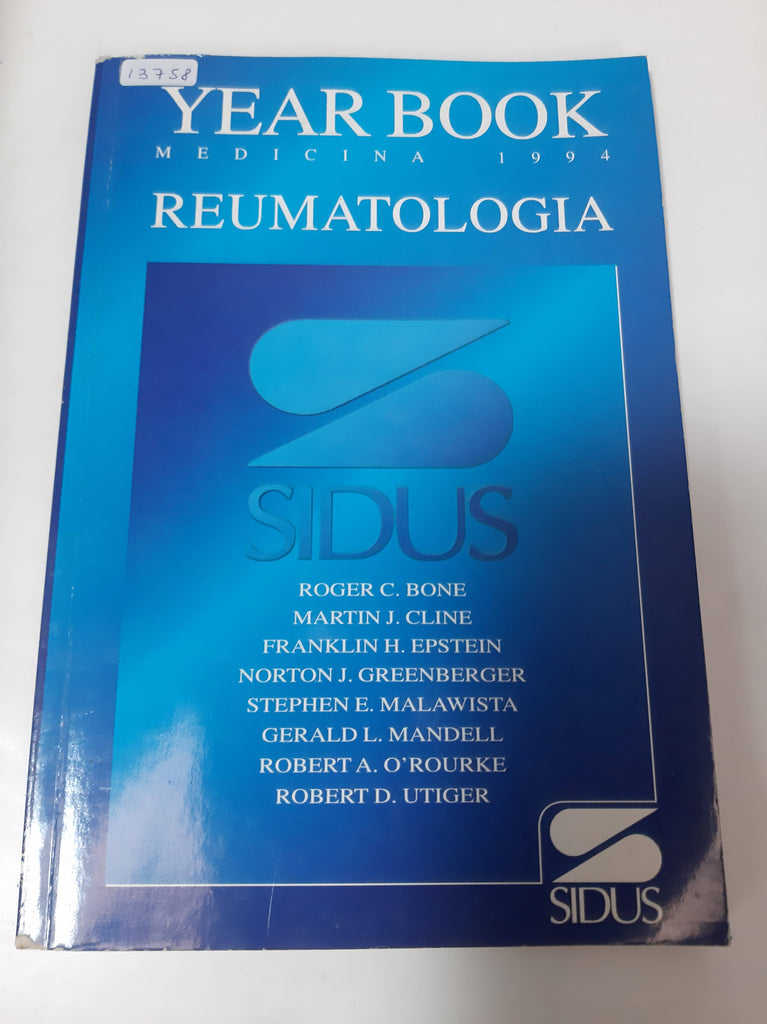 13758
YEAR BOOK
MEDICINA 1994
REUMATOLOGIA
SIDUS
ROGER C. BONE
MARTIN J. CLINE
FRANKLIN H. EPSTEIN
NORTON J. GREENBERGER
STEPHEN E. MALAWISTA
GERALD L. MANDELL
ROBERT A. O'ROURKE
ROBERT D. UTIGER
SIDUS